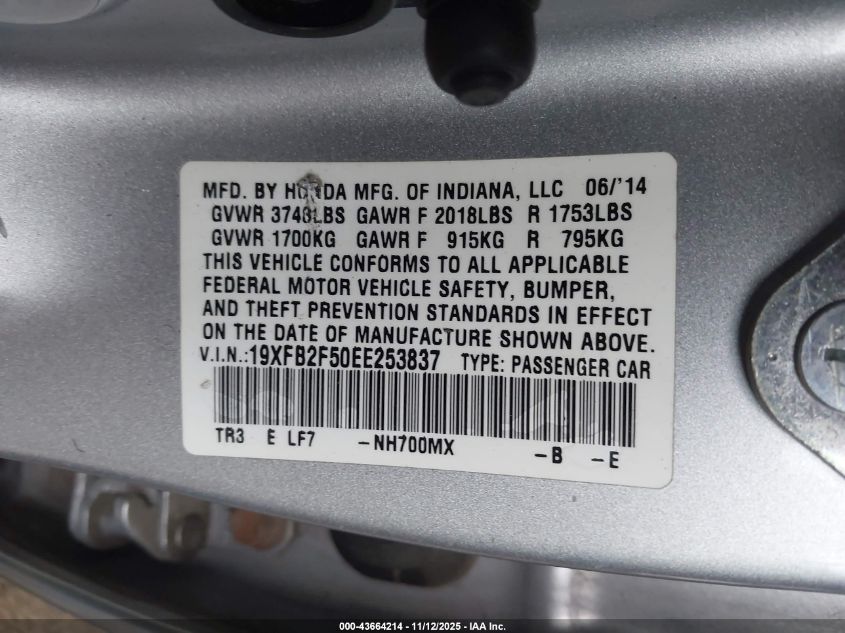 MFD. BY HONDA MFG. OF INDIANA, LLC 06/'14
GVWR 3748LBS GAWR F 2018LBS R 1753LBS
GVWR 1700KG GAWR F 915KG R 795KG
THIS VEHICLE CONFORMS TO ALL APPLICABLE
FEDERAL MOTOR VEHICLE SAFETY, BUMPER,
AND THEFT PREVENTION STANDARDS IN EFFECT
ON THE DATE OF MANUFACTURE SHOWN ABOVE.
V.I.N.:19XFB2F50EE253837 TYPE: PASSENGER CAR
TR3 E LF7 -NH700MX -B -E
000-43664214 - 11/12/2025 - IAA Inc.